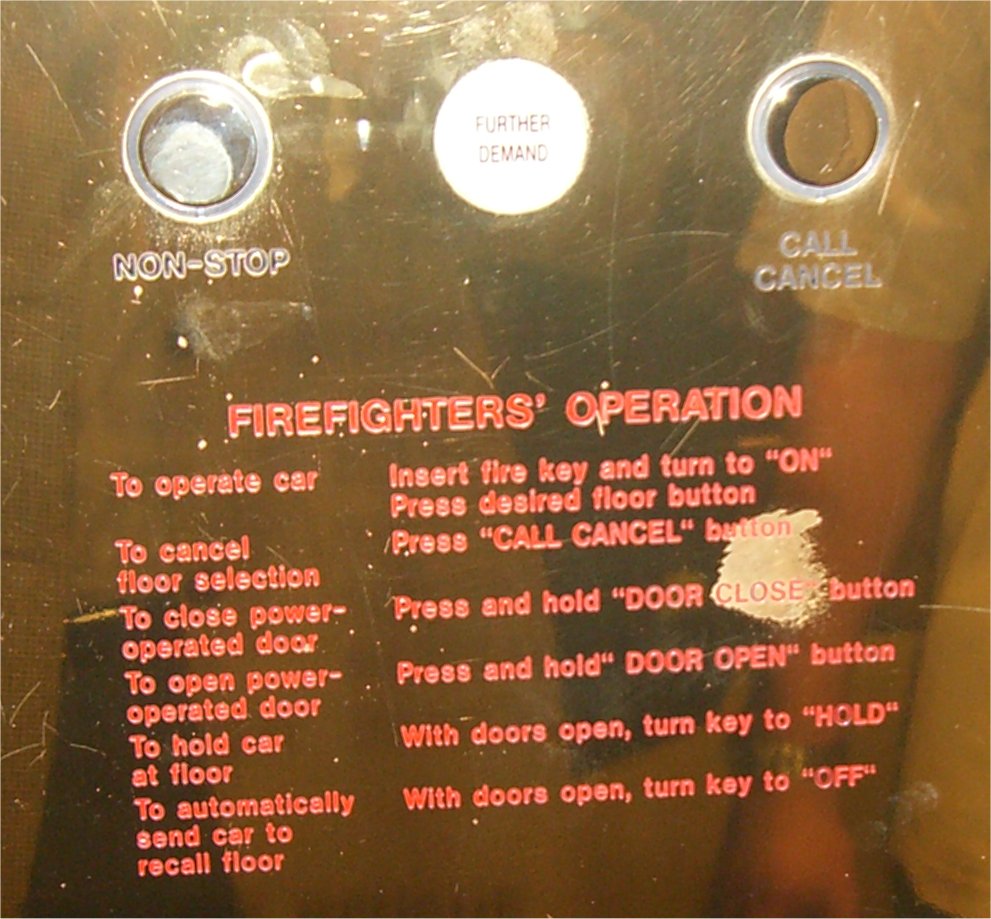 FURTHER
DEMAND
NON-STOP
CALL
CANCEL
FIREFIGHTERS' OPERATION
To operate car
Insert fire key and turn to “ON“
Press desired floor button
To cancel
floor selection
Press “CALL CANCEL“ button
To close power-
operated door
Press and hold “DOOR CLOSE“ button
To open power-
operated door
Press and hold“ DOOR OPEN“ button
To hold car
at floor
With doors open, turn key to “HOLD“
To automatically
send car to
recall floor
With doors open, turn key to “OFF“